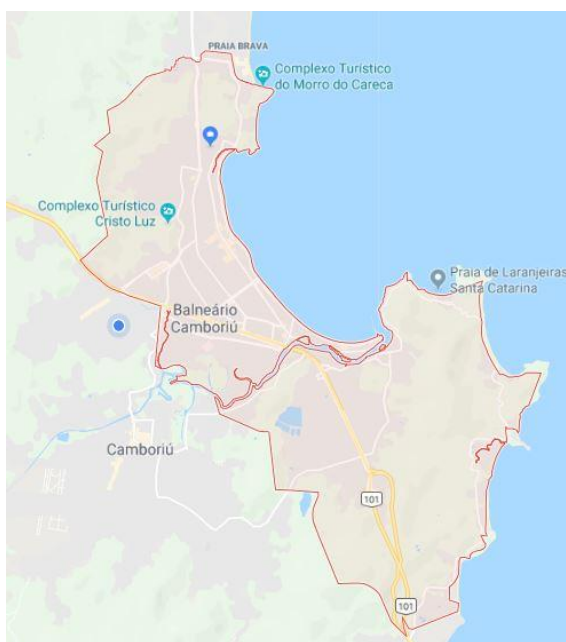 PRAIA BRAVA
Complexo Turístico
do Morro do Careca
Complexo Turístico
Cristo Luz
Praia de Laranjeiras
Santa Catarina
Balneário
Camboriú
Camboriú
101
101